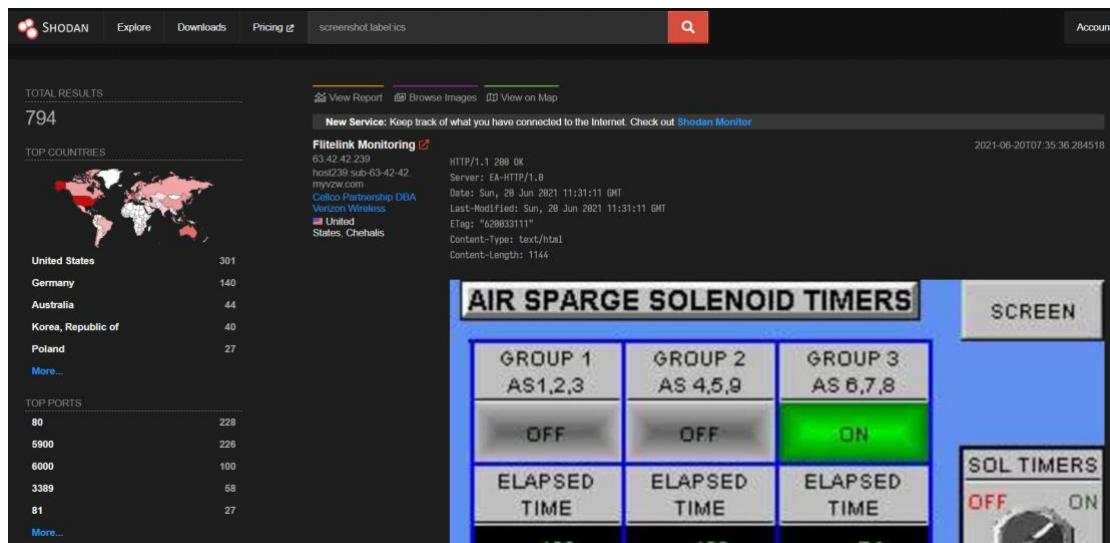 SHODAN Explore Downloads Pricing screenshot.label:ics Accoun
TOTAL RESULTS
794
TOP COUNTRIES
United States 301
Germany 140
Australia 44
Korea, Republic of 40
Poland 27
More...
TOP PORTS
80 228
5900 226
6000 100
3389 58
81 27
More...
View Report Browse Images View on Map
New Service: Keep track of what you have connected to the Internet. Check out Shodan Monitor
Flitelink Monitoring 2021-06-20T07:35:36.284518
63.42.42.239
host239.sub-63-42-42.
myvzw.com
Cellco Partnership DBA
Verizon Wireless
United
States, Chehalis
HTTP/1.1 200 OK
Server: EA-HTTP/1.0
Date: Sun, 20 Jun 2021 11:31:11 GMT
Last-Modified: Sun, 20 Jun 2021 11:31:11 GMT
ETag: "620033111"
Content-Type: text/html
Content-Length: 1144
AIR SPARGE SOLENOID TIMERS
SCREEN
GROUP 1 GROUP 2 GROUP 3
AS1,2,3 AS 4,5,9 AS 6,7,8
OFF OFF ON
ELAPSED ELAPSED ELAPSED
TIME TIME TIME
SOL TIMERS
OFF ON